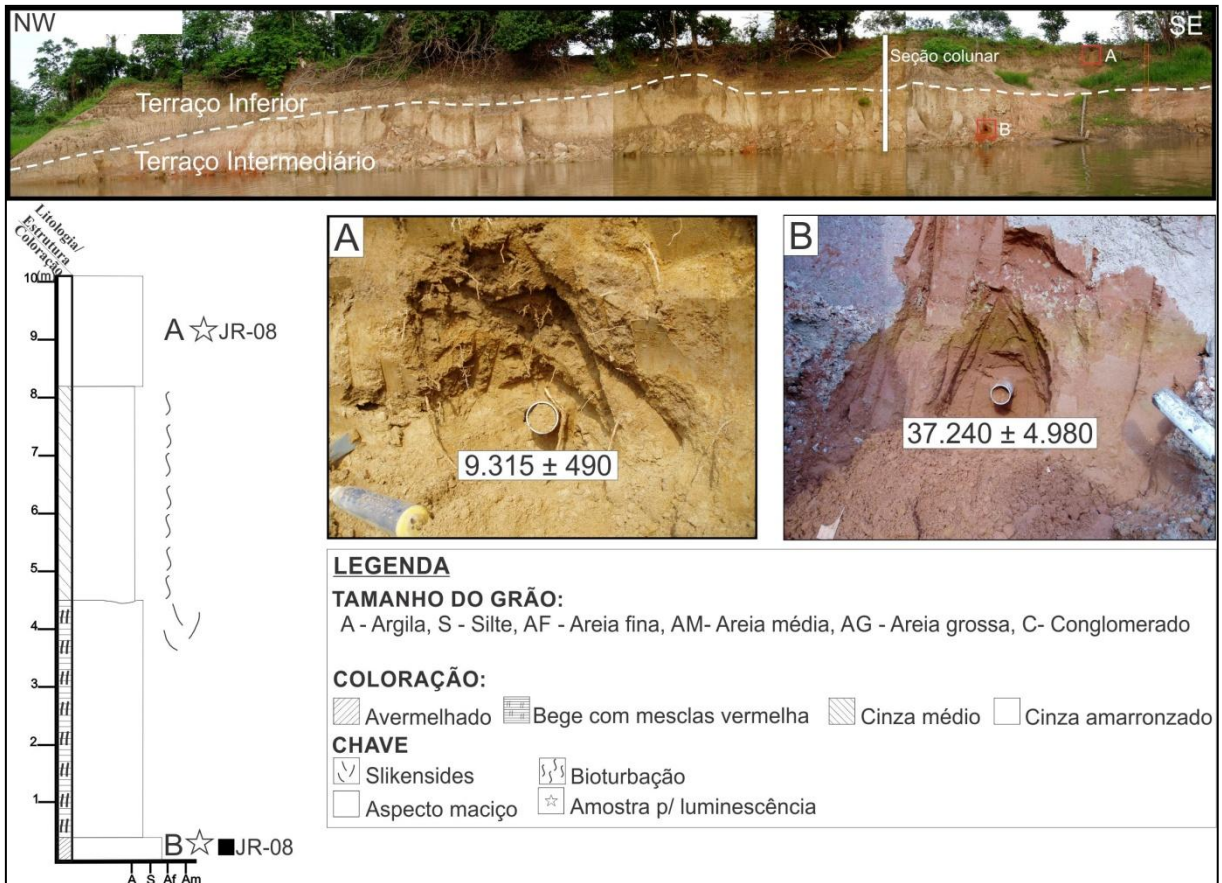 NW
SE
Seção colunar
A
Terraço Inferior
B
Terraço Intermediário
Litologia/
Estrutura
Coloração
10(m)
A ☆ JR-08
9
8
7
6
5
4
3
2
1
B ☆ ■ JR-08
A S Af Am
A
9.315 ± 490
B
37.240 ± 4.980
LEGENDA
TAMANHO DO GRÃO:
A - Argila, S - Silte, AF - Areia fina, AM- Areia média, AG - Areia grossa, C- Conglomerado
COLORAÇÃO:
Avermelhado Bege com mesclas vermelha Cinza médio Cinza amarronzado
CHAVE
Slikensides Bioturbação
Aspecto maciço Amostra p/ luminescência